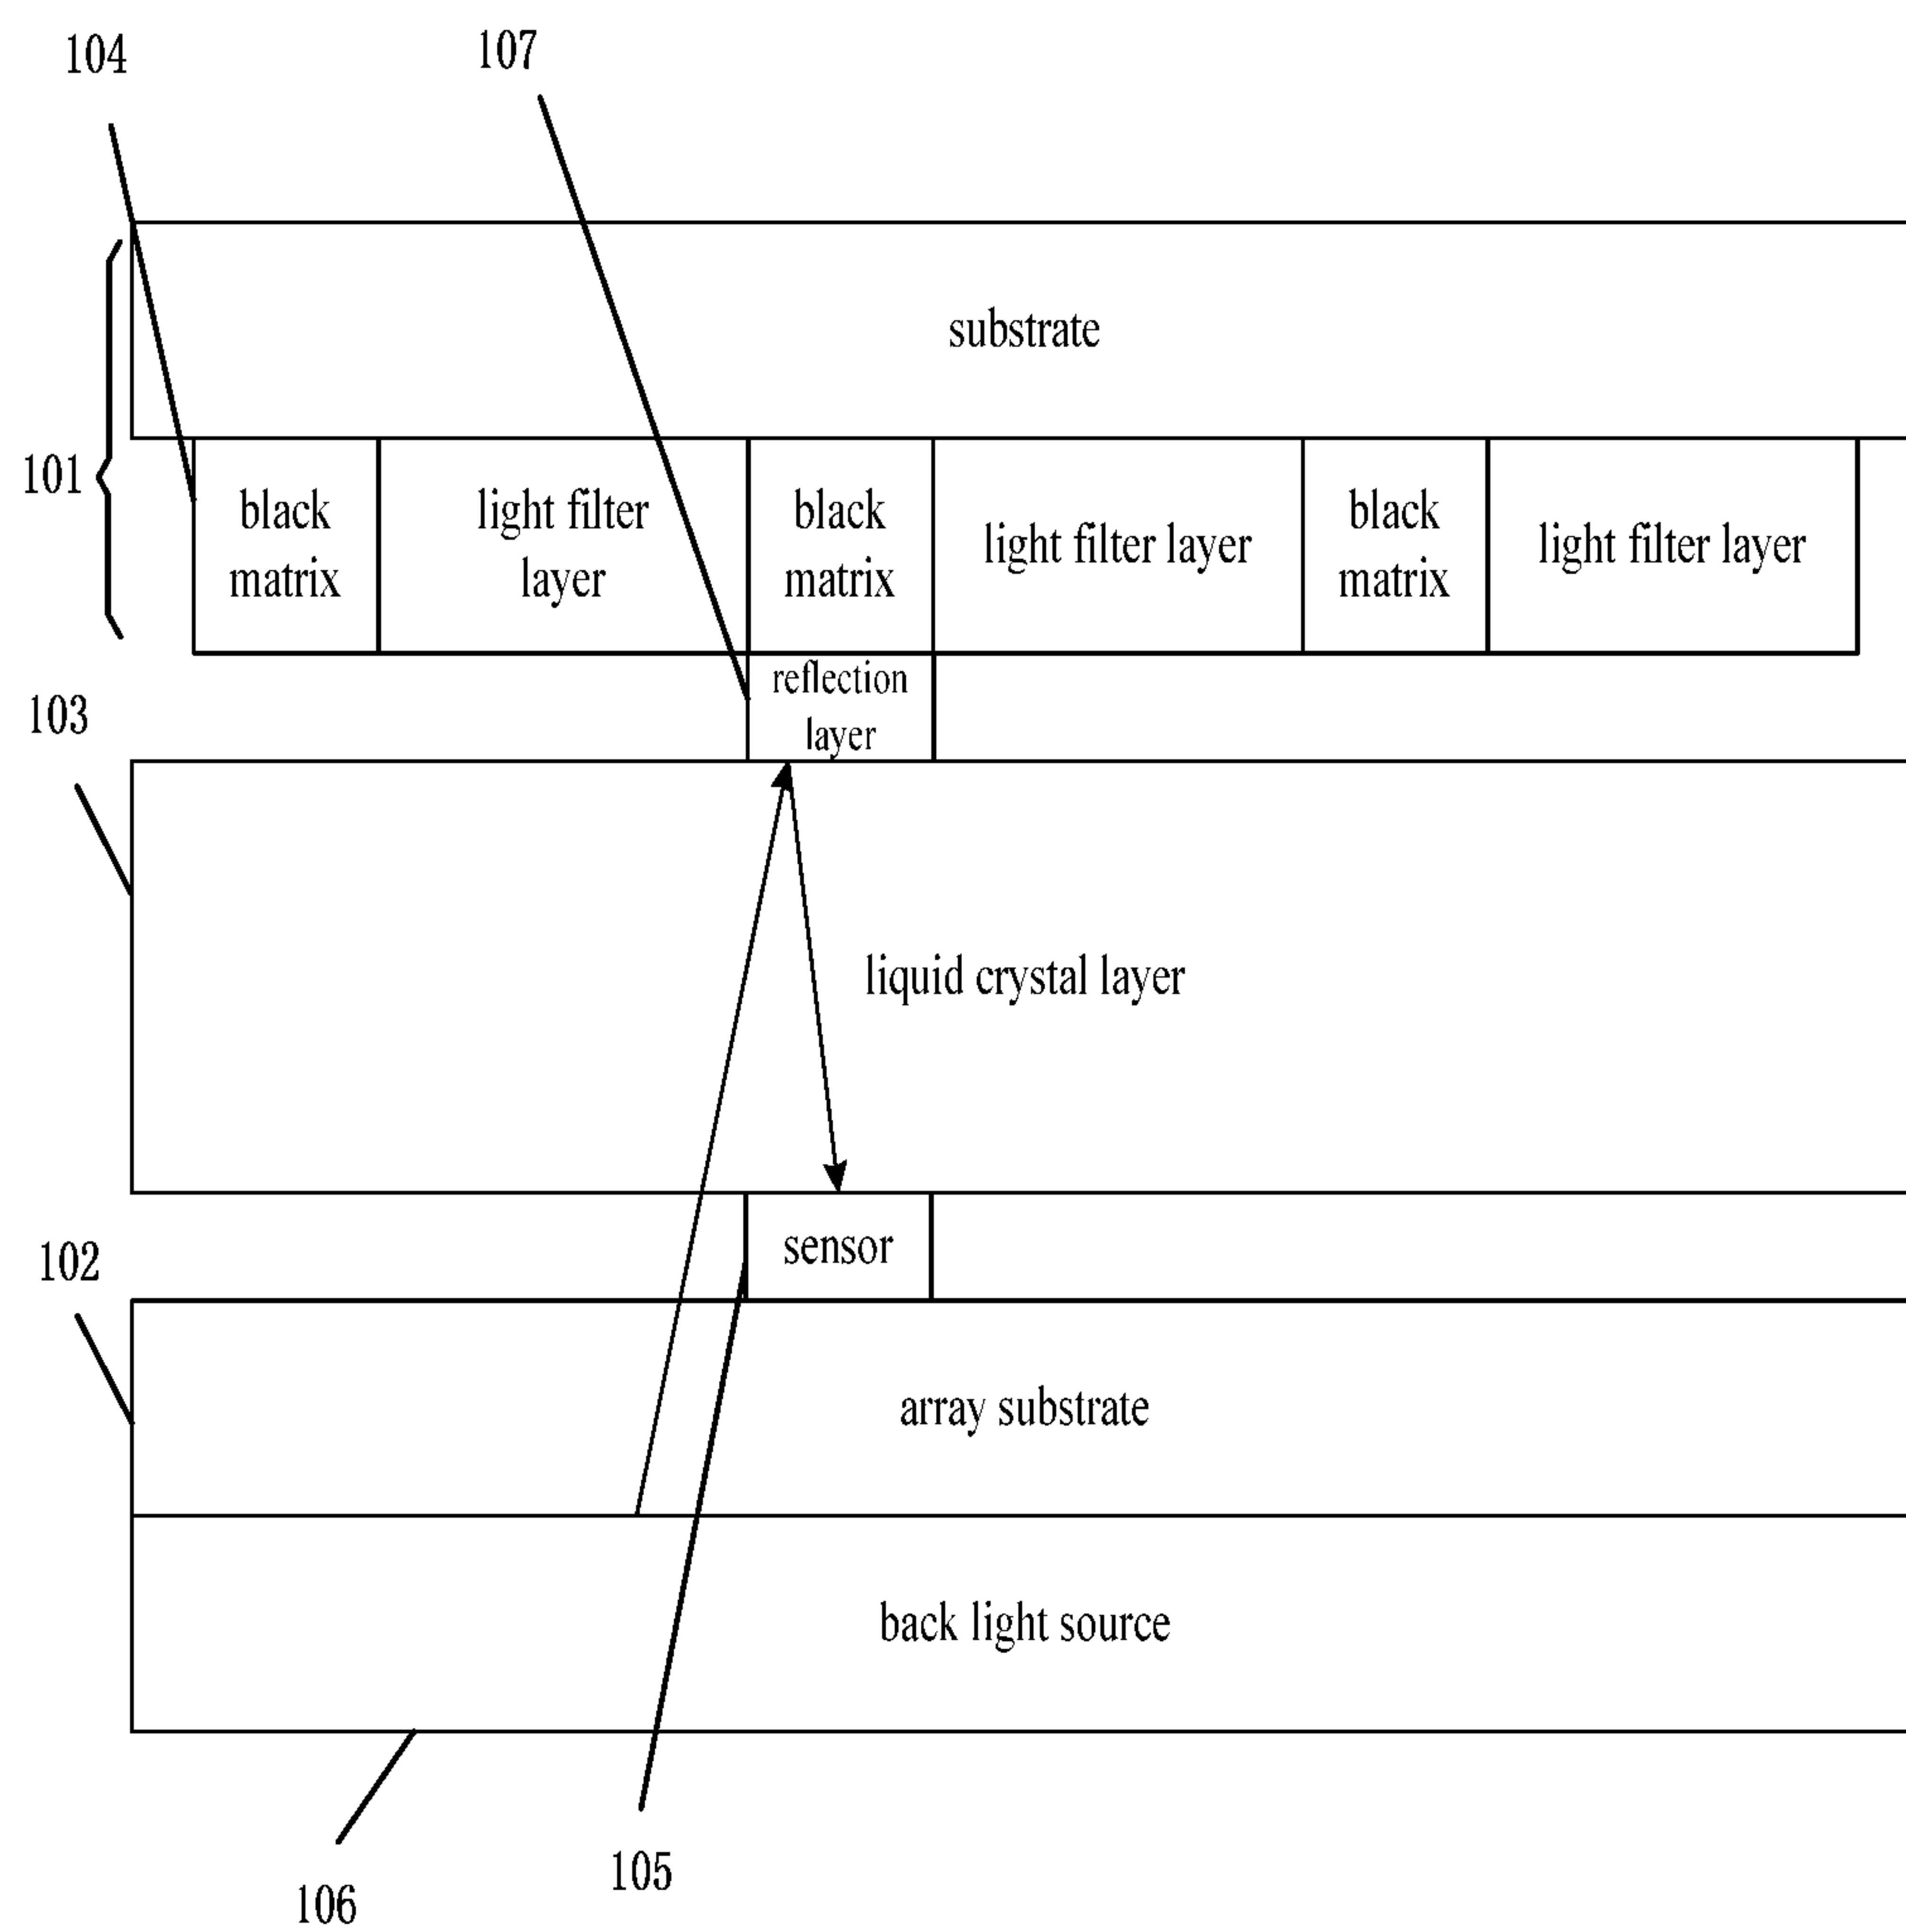 104
107
substrate
101
black
matrix
light filter
layer
black
matrix
light filter layer
black
matrix
light filter layer
reflection
layer
103
liquid crystal layer
sensor
102
array substrate
back light source
105
106